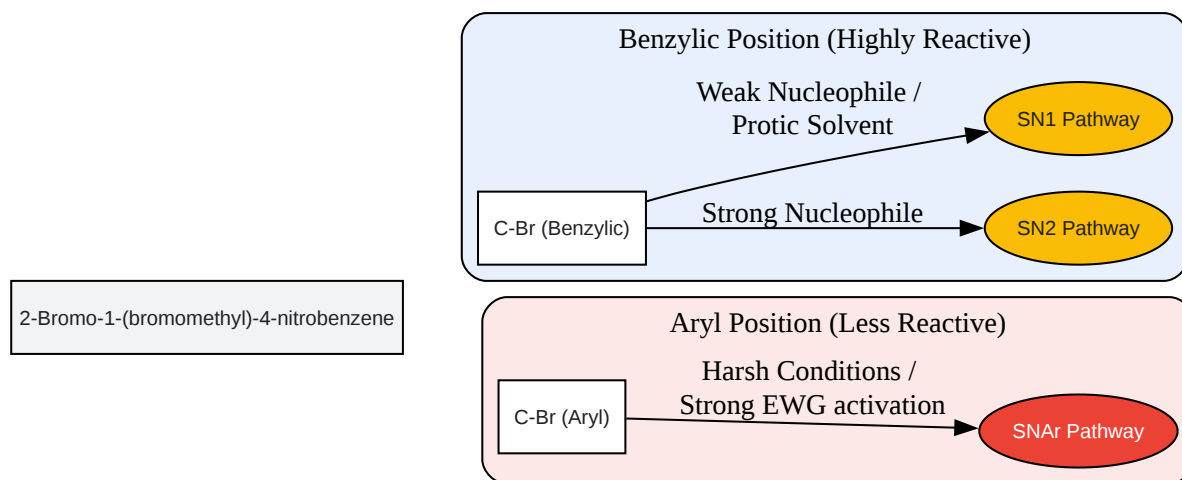 Benzylic Position (Highly Reactive)
Weak Nucleophile /
Protic Solvent
SN1 Pathway
C-Br (Benzylic)
Strong Nucleophile
SN2 Pathway
2-Bromo-1-(bromomethyl)-4-nitrobenzene
Aryl Position (Less Reactive)
Harsh Conditions /
Strong EWG activation
C-Br (Aryl)
SNAr Pathway